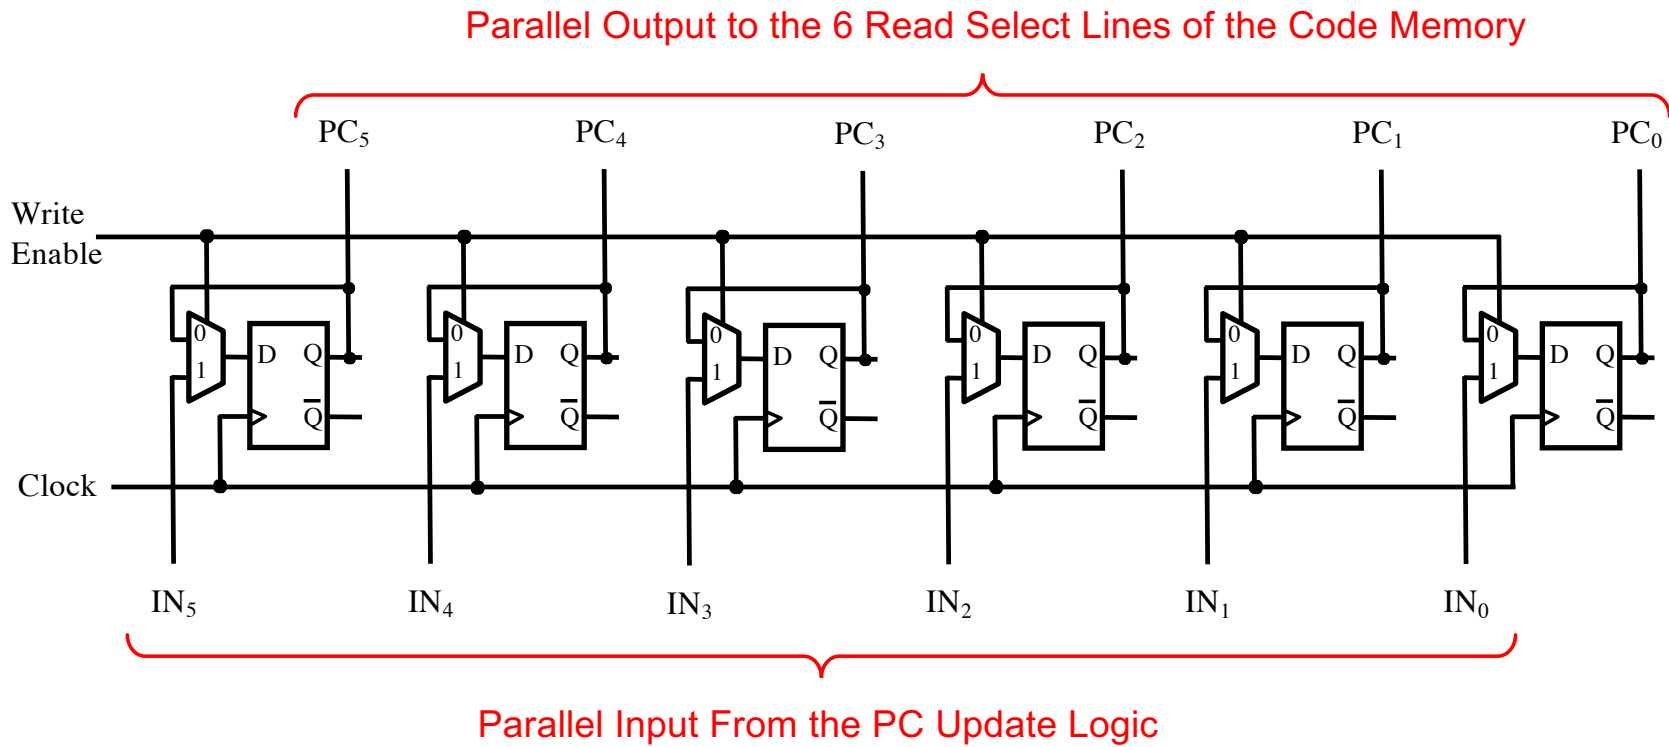 Parallel Output to the 6 Read Select Lines of the Code Memory
PC5 PC4 PC3 PC2 PC1 PC0
Write
Enable
0 0 0 0 0 0
1 D Q 1 D Q 1 D Q 1 D Q 1 D Q 1 D Q
Q̅ Q̅ Q̅ Q̅ Q̅ Q̅
Clock
IN5 IN4 IN3 IN2 IN1 IN0
Parallel Input From the PC Update Logic